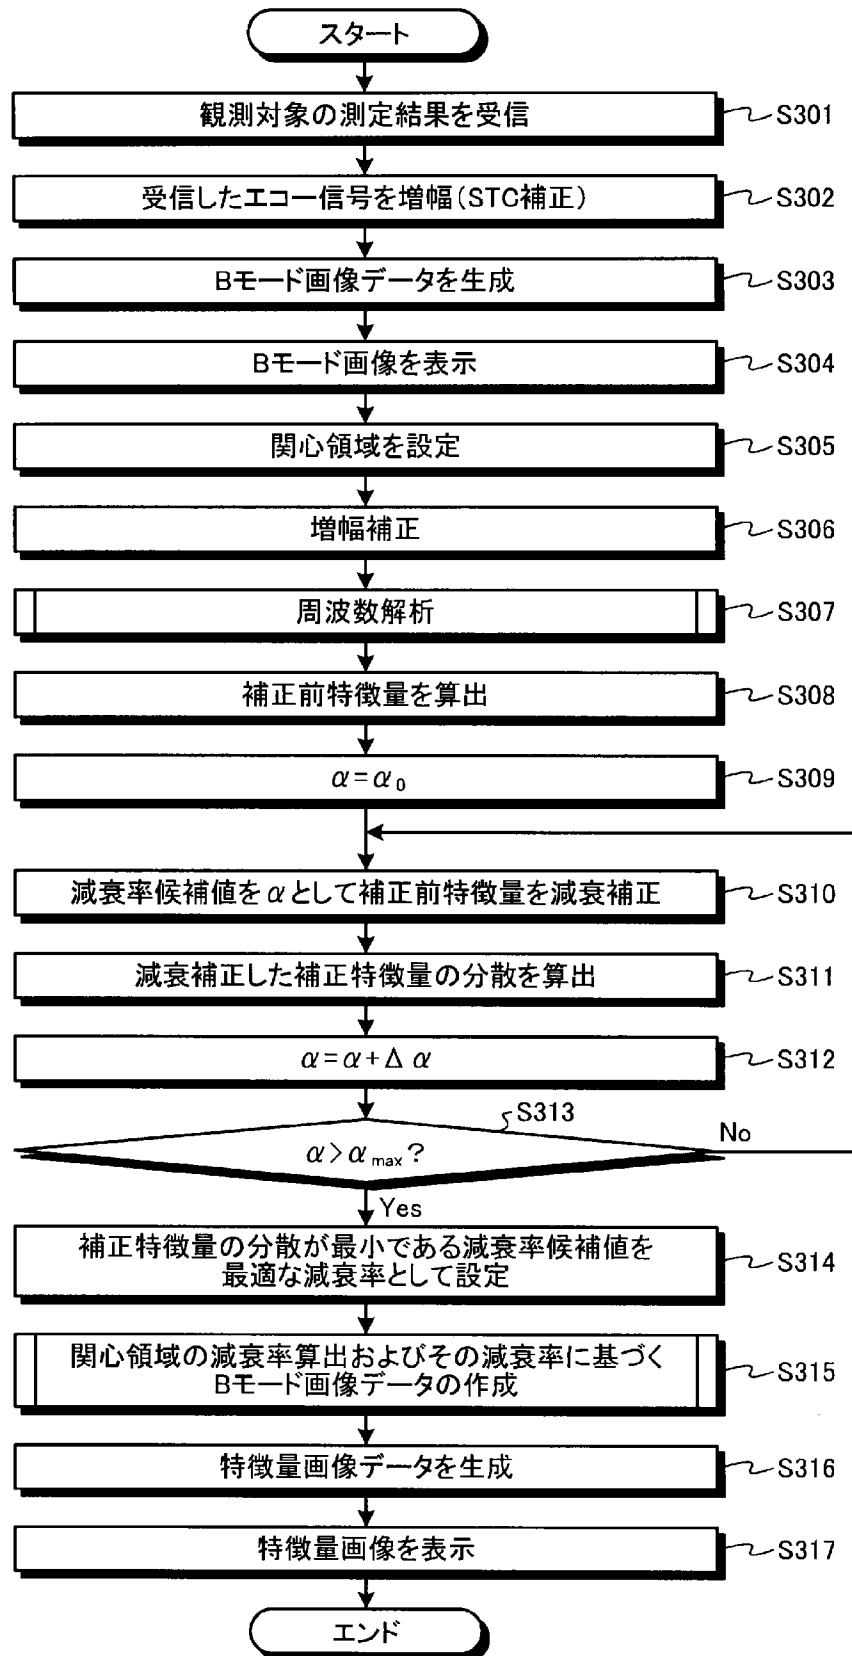 スタート
観測対象の測定結果を受信
S301
受信したエコー信号を増幅(STC補正)
S302
Bモード画像データを生成
S303
Bモード画像を表示
S304
関心領域を設定
S305
増幅補正
S306
周波数解析
S307
補正前特徴量を算出
S308
α=α0
S309
減衰率候補値をαとして補正前特徴量を減衰補正
S310
減衰補正した補正特徴量の分散を算出
S311
α=α+Δα
S312
S313
α>αmax?
No
Yes
補正特徴量の分散が最小である減衰率候補値を
最適な減衰率として設定
S314
関心領域の減衰率算出およびその減衰率に基づく
Bモード画像データの作成
S315
特徴量画像データを生成
S316
特徴量画像を表示
S317
エンド